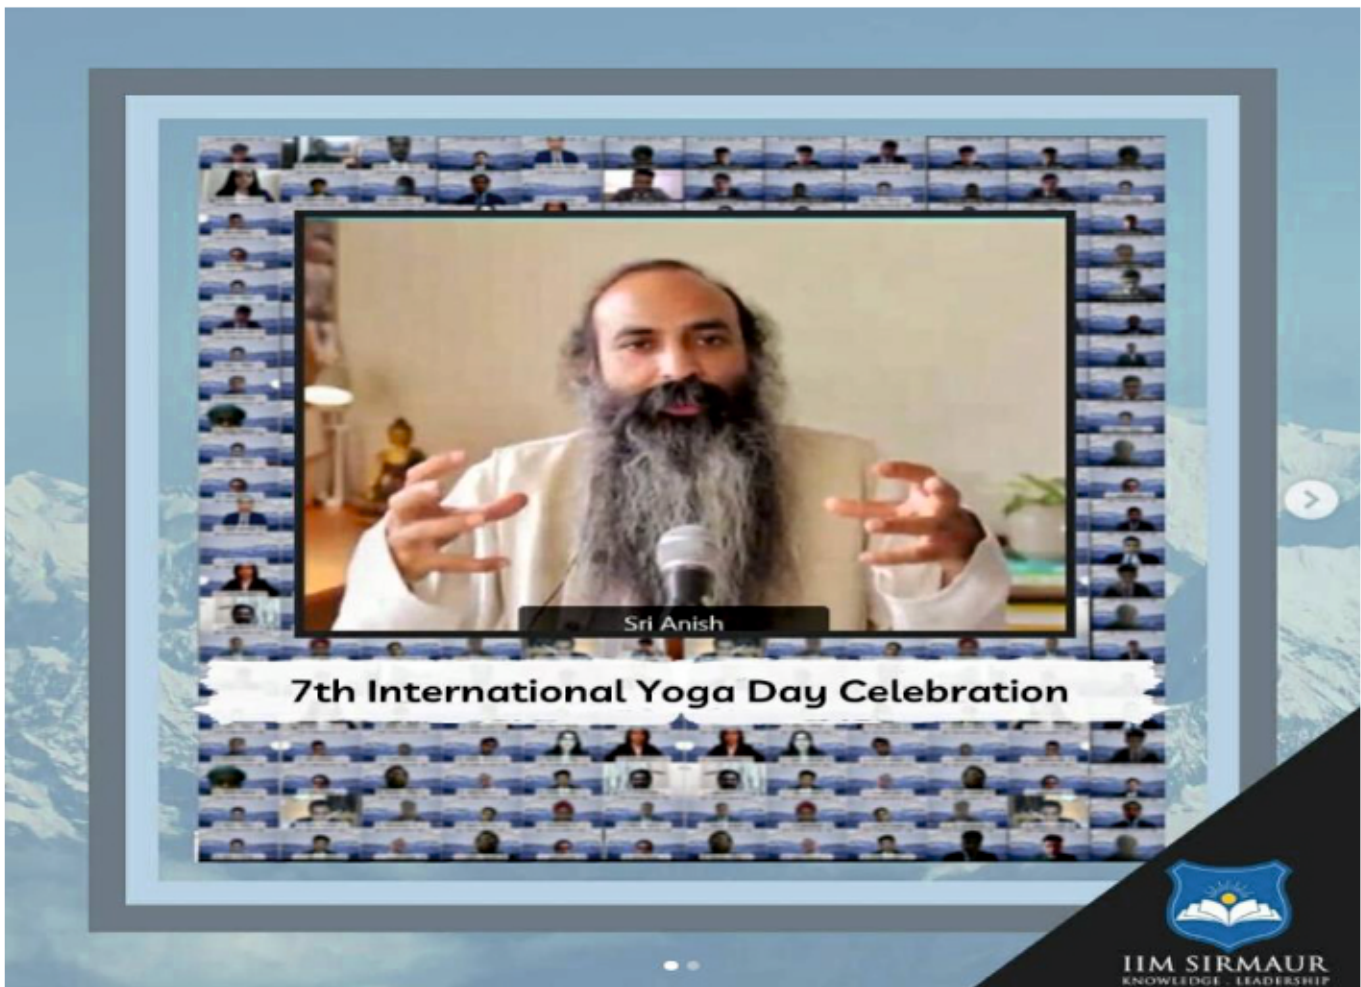 Sri Anish
7th International Yoga Day Celebration
IIM SIRMAUR
KNOWLEDGE . LEADERSHIP